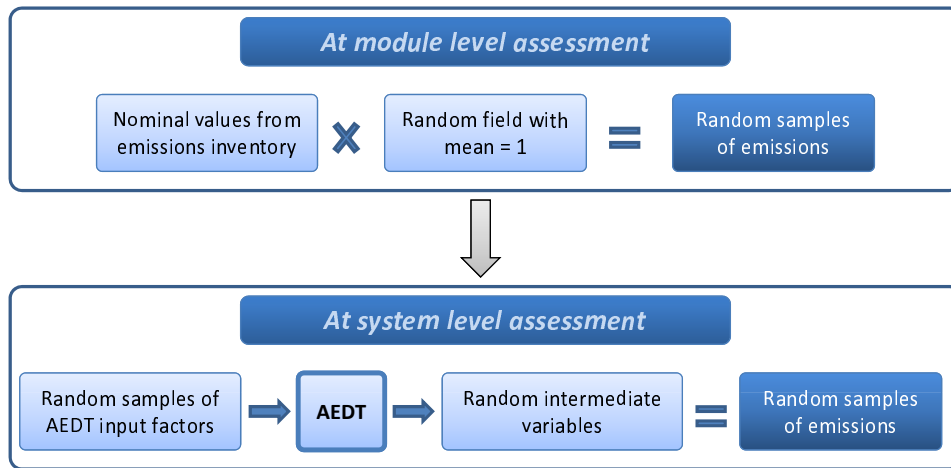 At module level assessment
Nominal values from
emissions inventory
Random field with
mean = 1
Random samples
of emissions
At system level assessment
Random samples of
AEDT input factors
AEDT
Random intermediate
variables
Random samples
of emissions